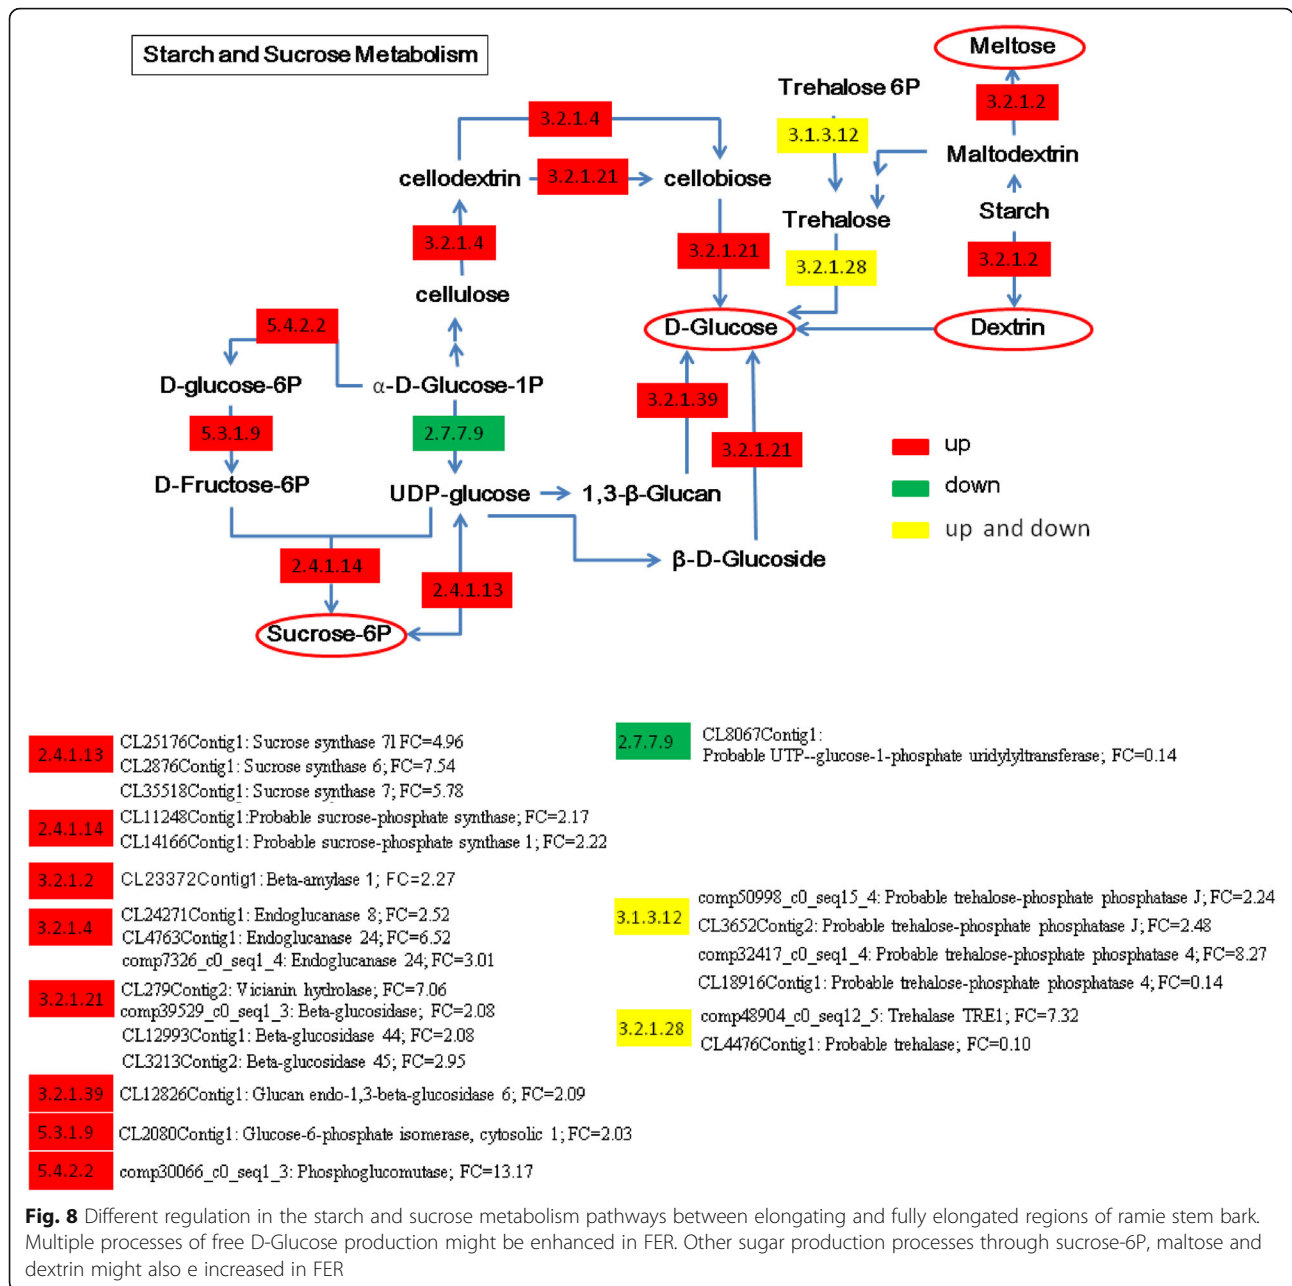 Starch and Sucrose Metabolism
Meltose
3.2.1.2
Trehalose 6P
3.2.1.4
3.1.3.12
Maltodextrin
cellodextrin
3.2.1.21
cellobiose
Starch
Trehalose
3.2.1.4
3.2.1.21
3.2.1.28
3.2.1.2
cellulose
5.4.2.2
D-Glucose
Dextrin
D-glucose-6P
α-D-Glucose-1P
3.2.1.39
5.3.1.9
2.7.7.9
3.2.1.21
up
D-Fructose-6P
UDP-glucose
1,3-β-Glucan
down
up and down
2.4.1.14
β-D-Glucoside
2.4.1.13
Sucrose-6P
2.4.1.13
CL25176Contig1: Sucrose synthase 7l FC=4.96
CL2876Contig1: Sucrose synthase 6; FC=7.54
CL35518Contig1: Sucrose synthase 7; FC=5.78
2.4.1.14
CL11248Contig1:Probable sucrose-phosphate synthase; FC=2.17
CL14166Contig1: Probable sucrose-phosphate synthase 1; FC=2.22
3.2.1.2
CL23372Contig1: Beta-amylase 1; FC=2.27
3.2.1.4
CL24271Contig1: Endoglucanase 8; FC=2.52
CL4763Contig1: Endoglucanase 24; FC=6.52
comp7326_c0_seq1_4: Endoglucanase 24; FC=3.01
3.2.1.21
CL279Contig2: Vicianin hydrolase; FC=7.06
comp39529_c0_seq1_3: Beta-glucosidase; FC=2.08
CL12993Contig1: Beta-glucosidase 44; FC=2.08
CL3213Contig2: Beta-glucosidase 45; FC=2.95
3.2.1.39
CL12826Contig1: Glucan endo-1,3-beta-glucosidase 6; FC=2.09
5.3.1.9
CL2080Contig1: Glucose-6-phosphate isomerase, cytosolic 1; FC=2.03
5.4.2.2
comp30066_c0_seq1_3: Phosphoglucomutase; FC=13.17
2.7.7.9
CL8067Contig1:
Probable UTP--glucose-1-phosphate uridylyltransferase; FC=0.14
3.1.3.12
comp50998_c0_seq15_4: Probable trehalose-phosphate phosphatase J; FC=2.24
CL3652Contig2: Probable trehalose-phosphate phosphatase J; FC=2.48
comp32417_c0_seq1_4: Probable trehalose-phosphate phosphatase 4; FC=8.27
CL18916Contig1: Probable trehalose-phosphate phosphatase 4; FC=0.14
3.2.1.28
comp48904_c0_seq12_5: Trehalase TRE1; FC=7.32
CL4476Contig1: Probable trehalase; FC=0.10
Fig. 8 Different regulation in the starch and sucrose metabolism pathways between elongating and fully elongated regions of ramie stem bark.
Multiple processes of free D-Glucose production might be enhanced in FER. Other sugar production processes through sucrose-6P, maltose and
dextrin might also e increased in FER